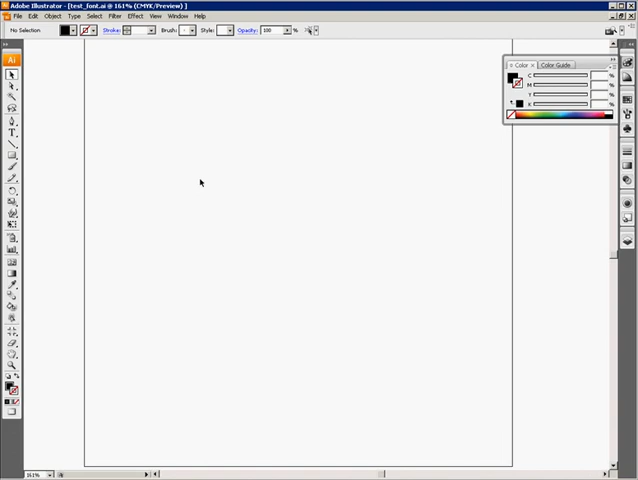 Adobe Illustrator - [test_font.ai @ 161% (CMYK/Preview) ]
File Edit Object Type Select Filter Effect View Window Help
No Selection Stroke: Brush: Style: Opacity: 100 %
Color × Color Guide
Ai
C %
M %
Y %
K %
T
161%